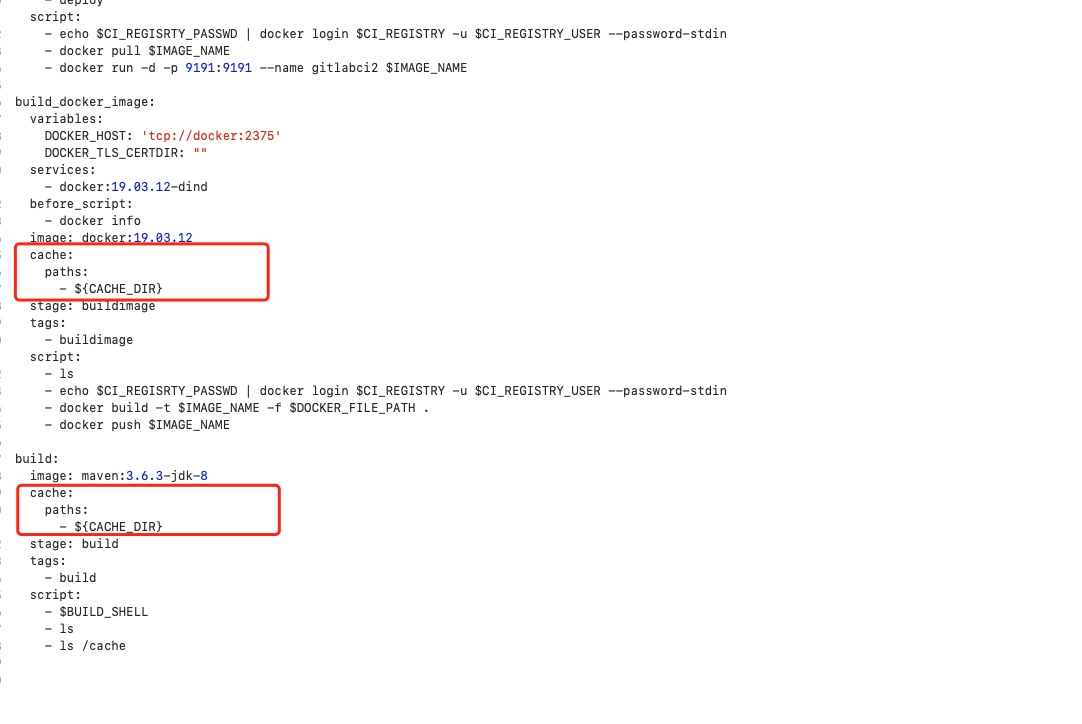 - deploy
script:
- echo $CI_REGISRTY_PASSWD | docker login $CI_REGISTRY -u $CI_REGISTRY_USER --password-stdin
- docker pull $IMAGE_NAME
- docker run -d -p 9191:9191 --name gitlabci2 $IMAGE_NAME
build_docker_image:
variables:
DOCKER_HOST: 'tcp://docker:2375'
DOCKER_TLS_CERTDIR: ""
services:
- docker:19.03.12-dind
before_script:
- docker info
image: docker:19.03.12
cache:
paths:
- ${CACHE_DIR}
stage: buildimage
tags:
- buildimage
script:
- ls
- echo $CI_REGISRTY_PASSWD | docker login $CI_REGISTRY -u $CI_REGISTRY_USER --password-stdin
- docker build -t $IMAGE_NAME -f $DOCKER_FILE_PATH .
- docker push $IMAGE_NAME
build:
image: maven:3.6.3-jdk-8
cache:
paths:
- ${CACHE_DIR}
stage: build
tags:
- build
script:
- $BUILD_SHELL
- ls
- ls /cache